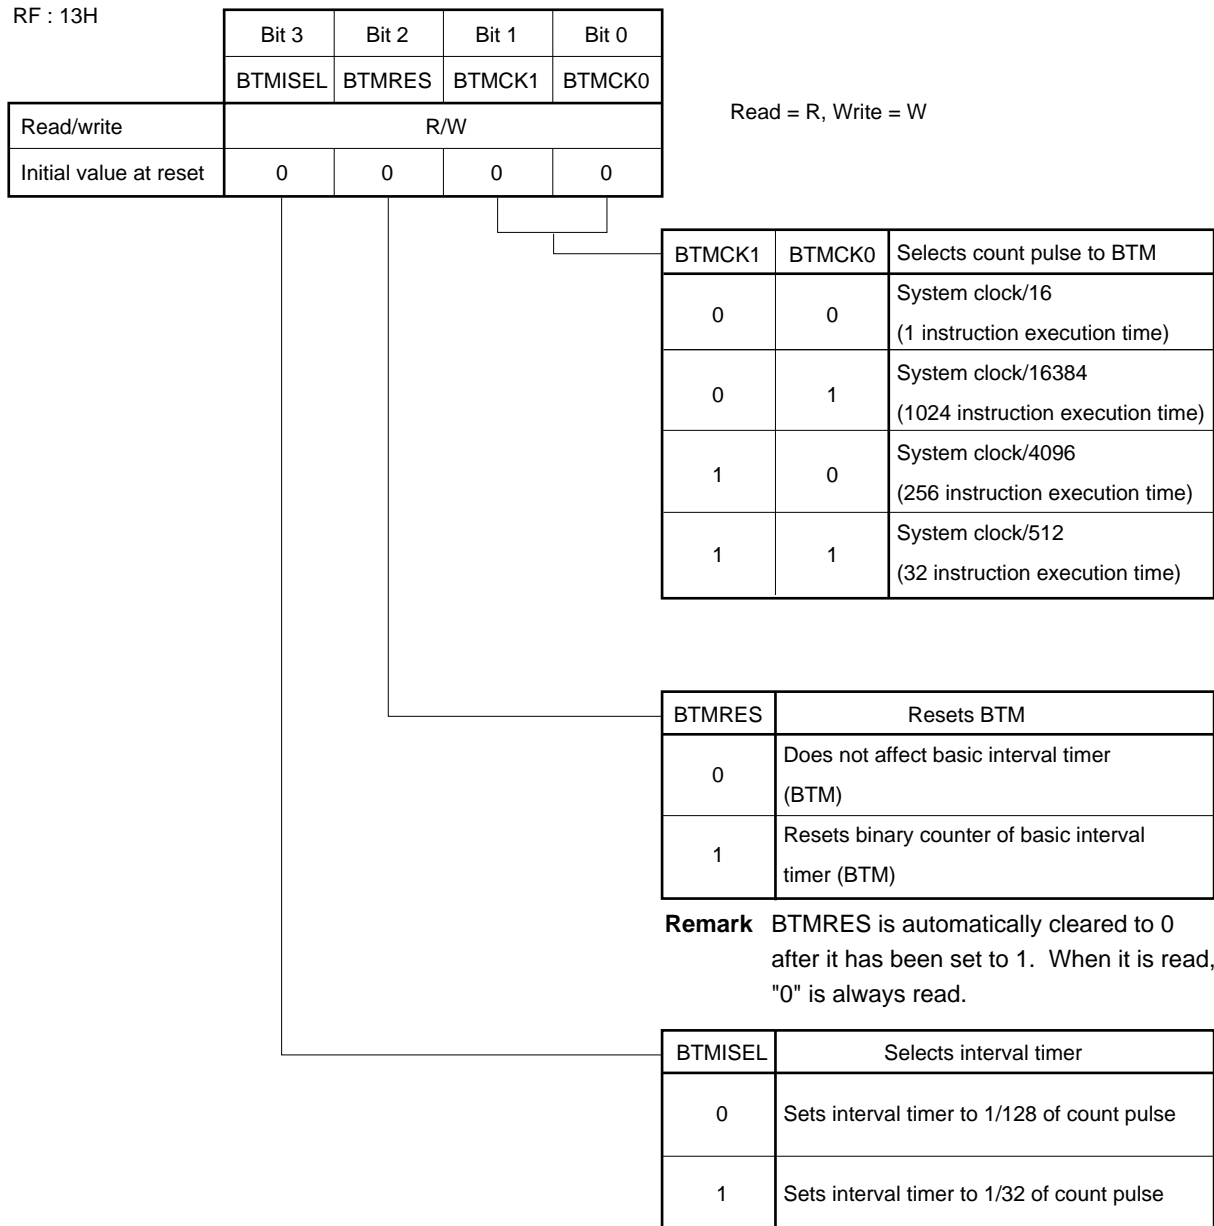 RF : 13H
Bit 3 Bit 2 Bit 1 Bit 0
BTMISEL BTMRES BTMCK1 BTMCK0
Read/write R/W
Read = R, Write = W
Initial value at reset 0 0 0 0
BTMCK1 BTMCK0 Selects count pulse to BTM
0 0 System clock/16
(1 instruction execution time)
0 1 System clock/16384
(1024 instruction execution time)
1 0 System clock/4096
(256 instruction execution time)
1 1 System clock/512
(32 instruction execution time)
BTMRES Resets BTM
0 Does not affect basic interval timer
(BTM)
1 Resets binary counter of basic interval
timer (BTM)
Remark BTMRES is automatically cleared to 0
after it has been set to 1. When it is read,
"0" is always read.
BTMISEL Selects interval timer
0 Sets interval timer to 1/128 of count pulse
1 Sets interval timer to 1/32 of count pulse